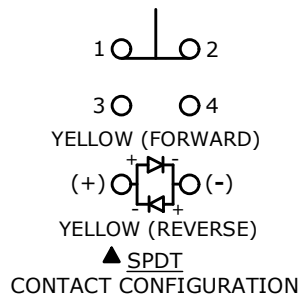 1 2
3 4
YELLOW (FORWARD)
+ -
(+) (-)
- +
YELLOW (REVERSE)
▲ SPDT
CONTACT CONFIGURATION